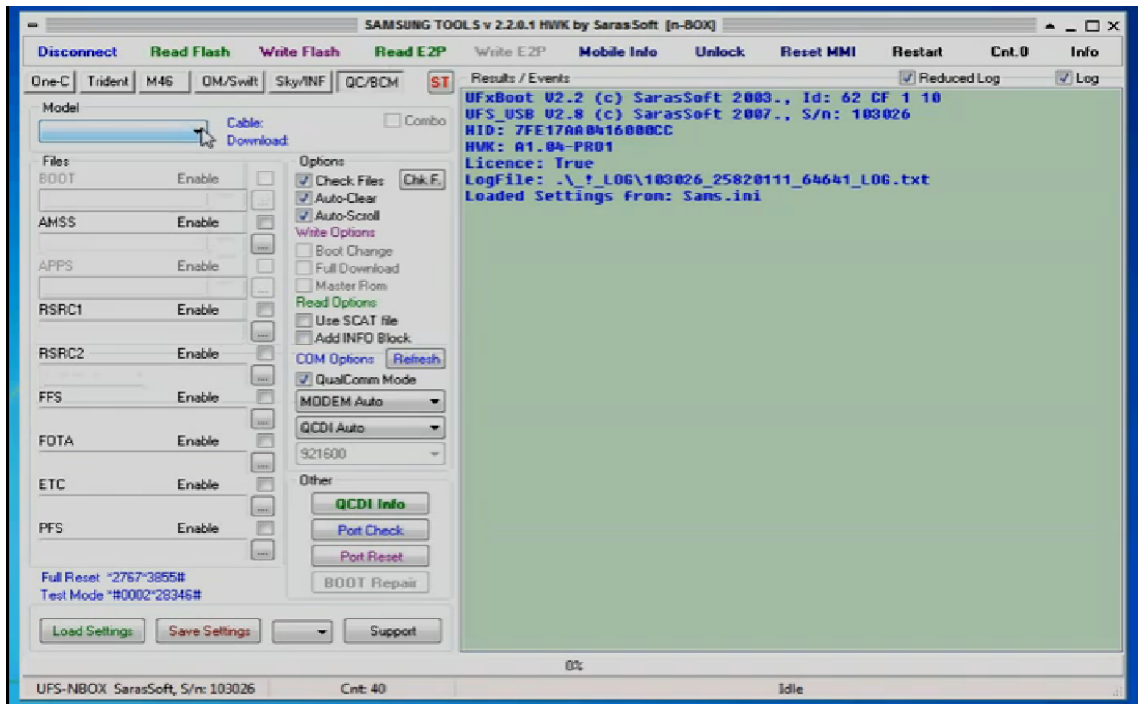 SAMSUNG TOOLS v 2.2.0.1 HWK by SarasSoft [n-BOX]
Disconnect Read Flash Write Flash Read E2P Write E2P Mobile Info Unlock Reset MMI Restart Cnt.0 Info
One-C Trident M46 OM/Swift Sky/INF QC/BCM ST Results / Events Reduced Log Log
Model
Cable:
Download:
Combo
Files
BOOT Enable
...
AMSS Enable
...
APPS Enable
...
RSRC1 Enable
...
RSRC2 Enable
...
FFS Enable
...
FOTA Enable
...
ETC Enable
...
PFS Enable
...
Full Reset *2767*3855#
Test Mode *#0002*28346#
Options
Check Files Chk.F.
Auto-Clear
Auto-Scroll
Write Options
Boot Change
Full Download
Master Rom
Read Options
Use SCAT file
Add INFO Block
COM Options Refresh
QualComm Mode
MODEM Auto
QCDI Auto
921600
Other
QCDI Info
Port Check
Port Reset
BOOT Repair
Load Settings Save Settings Support
UFxBoot V2.2 (c) SarasSoft 2003., Id: 62 CF 1 10
UFS_USB V2.8 (c) SarasSoft 2007., S/n: 103026
HID: 7FE17AA0416000CC
HWK: A1.04-PRO1
Licence: True
LogFile: .\_!_LOG\103026_25820111_64641_LOG.txt
Loaded Settings from: Sams.ini
0%
UFS-NBOX SarasSoft, S/n: 103026 Cnt: 40 Idle